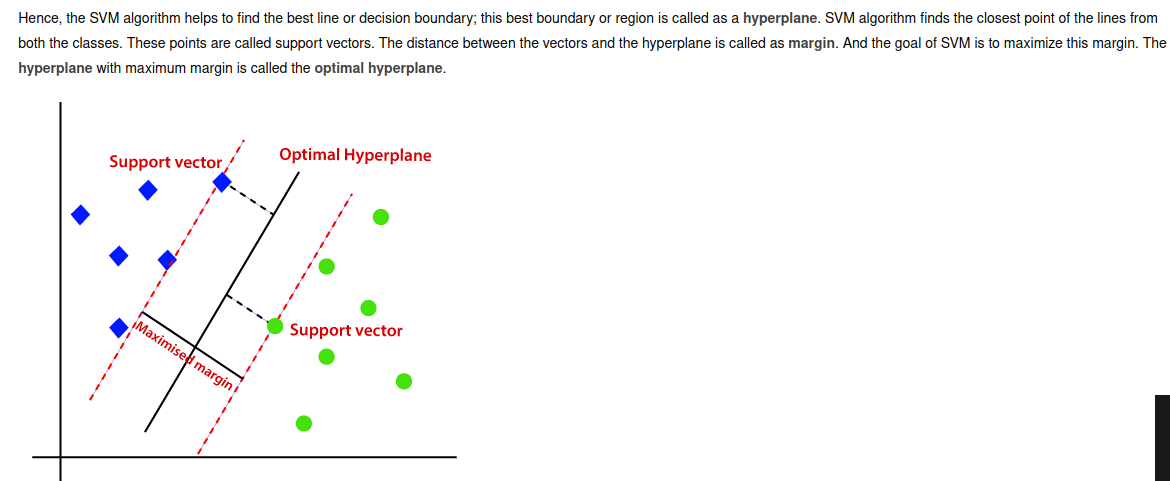 Hence, the SVM algorithm helps to find the best line or decision boundary; this best boundary or region is called as a hyperplane. SVM algorithm finds the closest point of the lines from
both the classes. These points are called support vectors. The distance between the vectors and the hyperplane is called as margin. And the goal of SVM is to maximize this margin. The
hyperplane with maximum margin is called the optimal hyperplane.
Optimal Hyperplane
Support vector
Support vector
Maximised margin